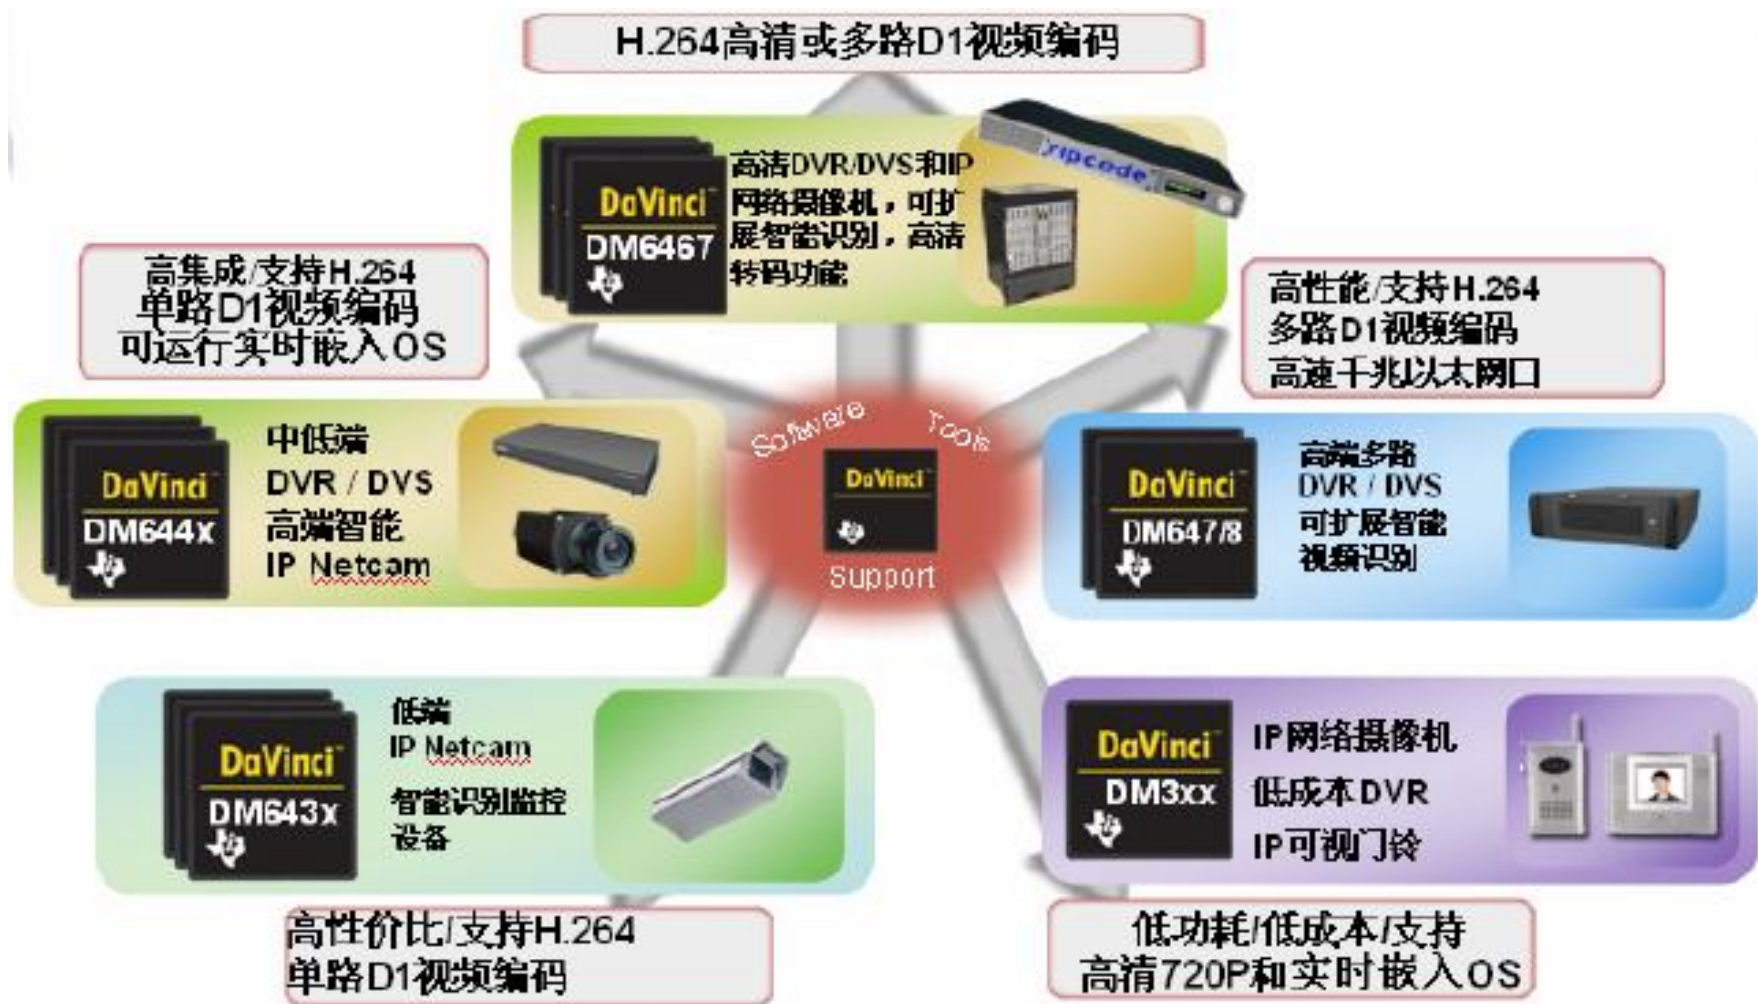 H.264高清或多路D1视频编码
DaVinci™
DM6467
高清DVR/DVS和IP
网络摄像机，可扩
展智能识别，高清
转码功能
ripcode
高集成/支持H.264
单路D1视频编码
可运行实时嵌入OS
高性能/支持H.264
多路D1视频编码
高速千兆以太网口
DaVinci™
DM644x
中低端
DVR / DVS
高端智能
IP Netcam
Software Tools
DaVinci™
Support
DaVinci™
DM647/8
高端多路
DVR / DVS
可扩展智能
视频识别
DaVinci™
DM643x
低端
IP Netcam
智能识别监控
设备
DaVinci™
DM3xx
IP网络摄像机
低成本DVR
IP可视门铃
高性价比/支持H.264
单路D1视频编码
低功耗/低成本/支持
高清720P和实时嵌入OS